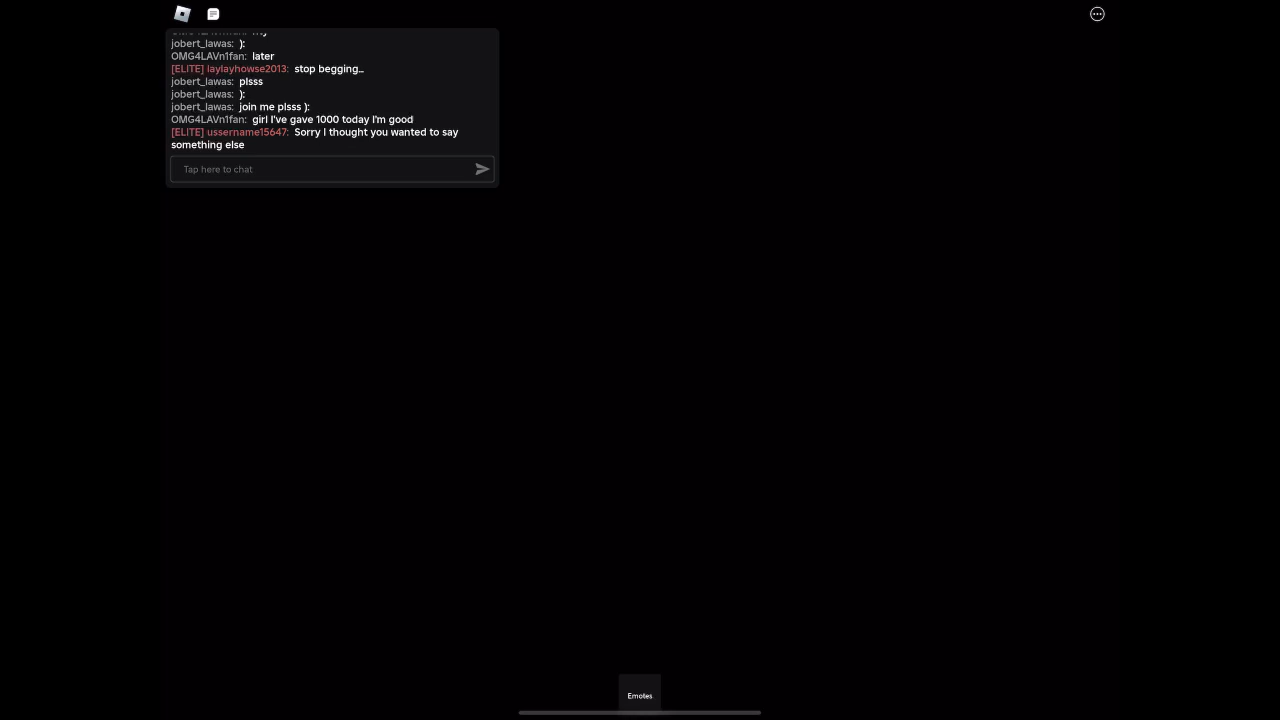 jobert_lawas: ):
OMG4LAVn1fan: later
[ELITE] laylayhowse2013: stop begging...
jobert_lawas: plsss
jobert_lawas: ):
jobert_lawas: join me plsss ):
OMG4LAVn1fan: girl I've gave 1000 today I'm good
[ELITE] ussername15647: Sorry I thought you wanted to say
something else
Tap here to chat
Emotes